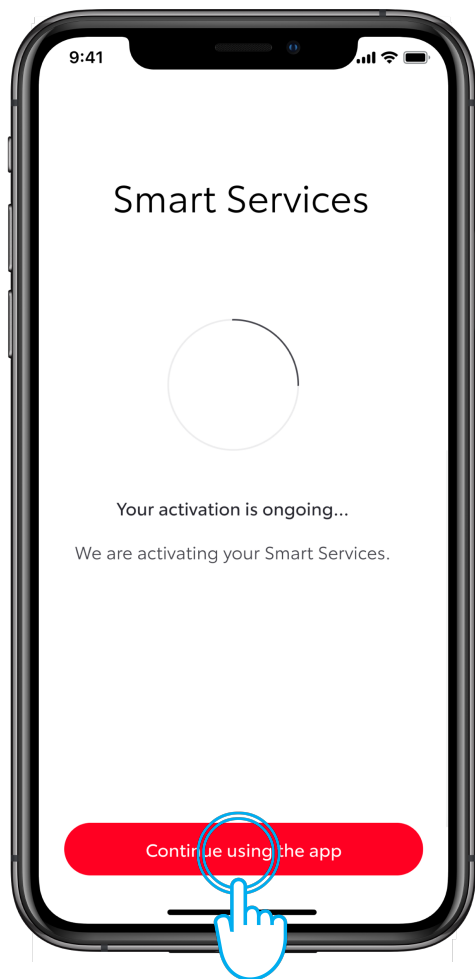 9:41
Smart Services
Your activation is ongoing...
We are activating your Smart Services.
Continue using the app